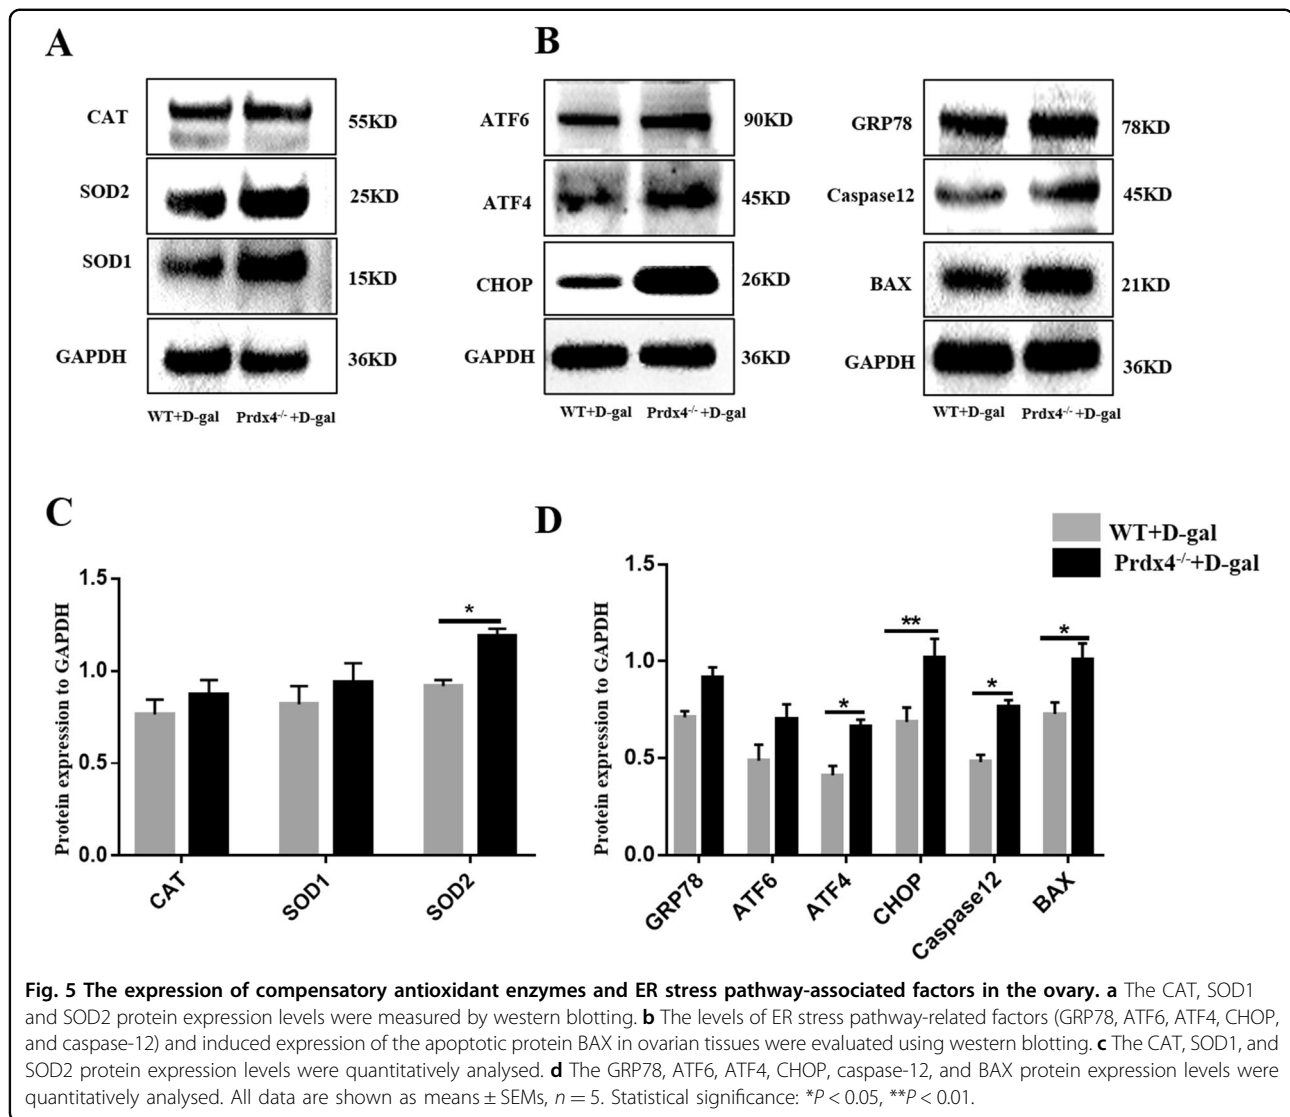 A
B
CAT
55KD
SOD2
25KD
SOD1
15KD
GAPDH
36KD
WT+D-gal Prdx4-/-+D-gal
ATF6
90KD
ATF4
45KD
CHOP
26KD
GAPDH
36KD
WT+D-gal Prdx4-/-+D-gal
GRP78
78KD
Caspase12
45KD
BAX
21KD
GAPDH
36KD
WT+D-gal Prdx4-/-+D-gal
C
Protein expression to GAPDH
1.5
1.0
0.5
0.0
*
CAT
SOD1
SOD2
D
WT+D-gal
Prdx4-/-+D-gal
Protein expression to GAPDH
1.5
1.0
0.5
0.0
*
**
*
*
GRP78
ATF6
ATF4
CHOP
Caspase12
BAX
Fig. 5 The expression of compensatory antioxidant enzymes and ER stress pathway-associated factors in the ovary. a The CAT, SOD1
and SOD2 protein expression levels were measured by western blotting. b The levels of ER stress pathway-related factors (GRP78, ATF6, ATF4, CHOP,
and caspase-12) and induced expression of the apoptotic protein BAX in ovarian tissues were evaluated using western blotting. c The CAT, SOD1, and
SOD2 protein expression levels were quantitatively analysed. d The GRP78, ATF6, ATF4, CHOP, caspase-12, and BAX protein expression levels were
quantitatively analysed. All data are shown as means ± SEMs, n = 5. Statistical significance: *P < 0.05, **P < 0.01.